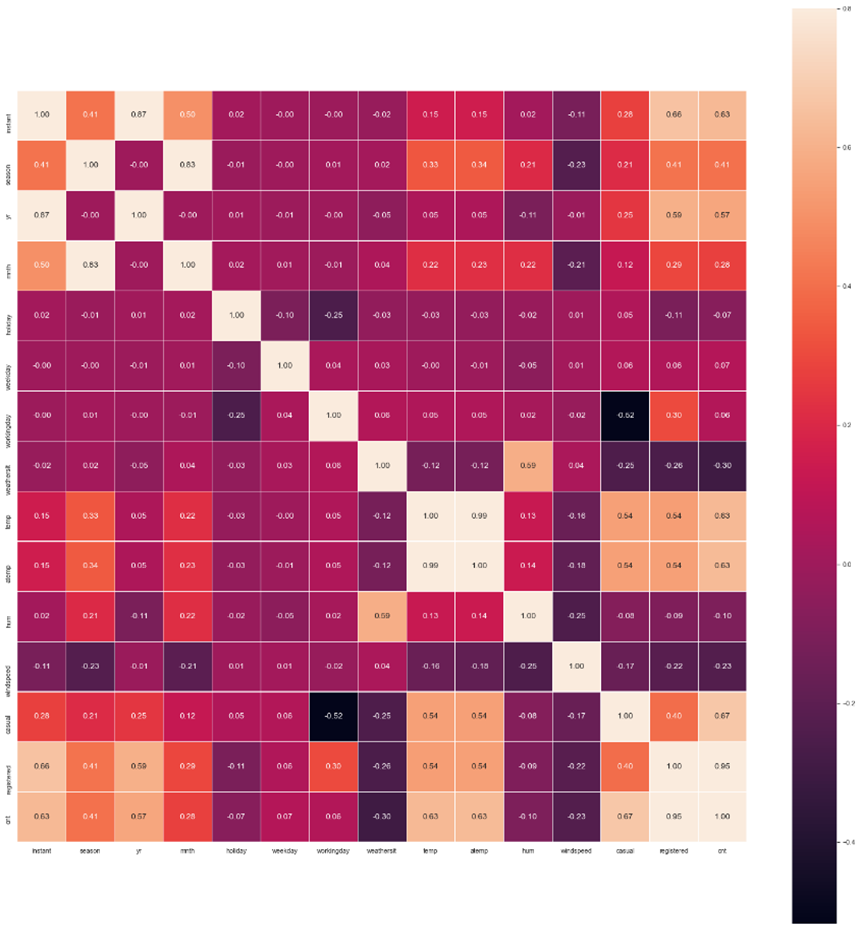 0.8
instant 1.00 0.41 0.87 0.50 0.02 -0.00 -0.00 -0.02 0.15 0.15 0.02 -0.11 0.28 0.66 0.63
season 0.41 1.00 -0.00 0.83 -0.01 -0.00 0.01 0.02 0.33 0.34 0.21 -0.23 0.21 0.41 0.41
0.6
yr 0.87 -0.00 1.00 -0.00 0.01 -0.01 -0.00 -0.05 0.05 0.05 -0.11 -0.01 0.25 0.59 0.57
mnth 0.50 0.83 -0.00 1.00 0.02 0.01 -0.01 0.04 0.22 0.23 0.22 -0.21 0.12 0.29 0.28
0.4
holiday 0.02 -0.01 0.01 0.02 1.00 -0.10 -0.25 -0.03 -0.03 -0.03 -0.02 0.01 0.05 -0.11 -0.07
weekday -0.00 -0.00 -0.01 0.01 -0.10 1.00 0.04 0.03 -0.00 -0.01 -0.05 0.01 0.06 0.06 0.07
workingday -0.00 0.01 -0.00 -0.01 -0.25 0.04 1.00 0.06 0.05 0.05 0.02 -0.02 -0.52 0.30 0.06
0.2
weathersit -0.02 0.02 -0.05 0.04 -0.03 0.03 0.06 1.00 -0.12 -0.12 0.59 0.04 -0.25 -0.26 -0.30
temp 0.15 0.33 0.05 0.22 -0.03 -0.00 0.05 -0.12 1.00 0.99 0.13 -0.16 0.54 0.54 0.63
atemp 0.15 0.34 0.05 0.23 -0.03 -0.01 0.05 -0.12 0.99 1.00 0.14 -0.18 0.54 0.54 0.63
0.0
hum 0.02 0.21 -0.11 0.22 -0.02 -0.05 0.02 0.59 0.13 0.14 1.00 -0.25 -0.08 -0.09 -0.10
windspeed -0.11 -0.23 -0.01 -0.21 0.01 0.01 -0.02 0.04 -0.16 -0.18 -0.25 1.00 -0.17 -0.22 -0.23
-0.2
casual 0.28 0.21 0.25 0.12 0.05 0.06 -0.52 -0.25 0.54 0.54 -0.08 -0.17 1.00 0.40 0.67
registered 0.66 0.41 0.59 0.29 -0.11 0.06 0.30 -0.26 0.54 0.54 -0.09 -0.22 0.40 1.00 0.95
cnt 0.63 0.41 0.57 0.28 -0.07 0.07 0.06 -0.30 0.63 0.63 -0.10 -0.23 0.67 0.95 1.00
-0.4
instant season yr mnth holiday weekday workingday weathersit temp atemp hum windspeed casual registered cnt